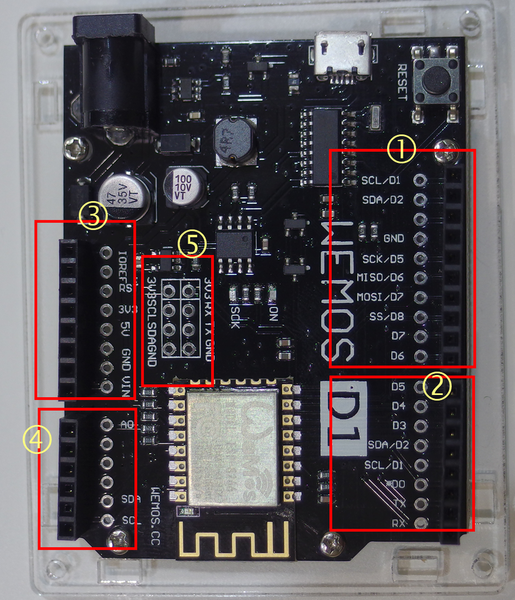 RESET
4R7
100
10V
VT
47
35V
VT
①
SCL/D1
SDA/D2
GND
SCK/D5
MISO/D6
MOSI/D7
SS/D8
D7
D6
③
IOREF
RST
3V3
5V
GND
VIN
⑤
3V3
SCL
SDA
GND
3V3
RX
TX
GND
SCK
ON
WEMOS
D1
②
D5
D4
D3
SDA/D2
SCL/D1
D0
TX
RX
④
A0
SDA
SCL
WEMOS.CC